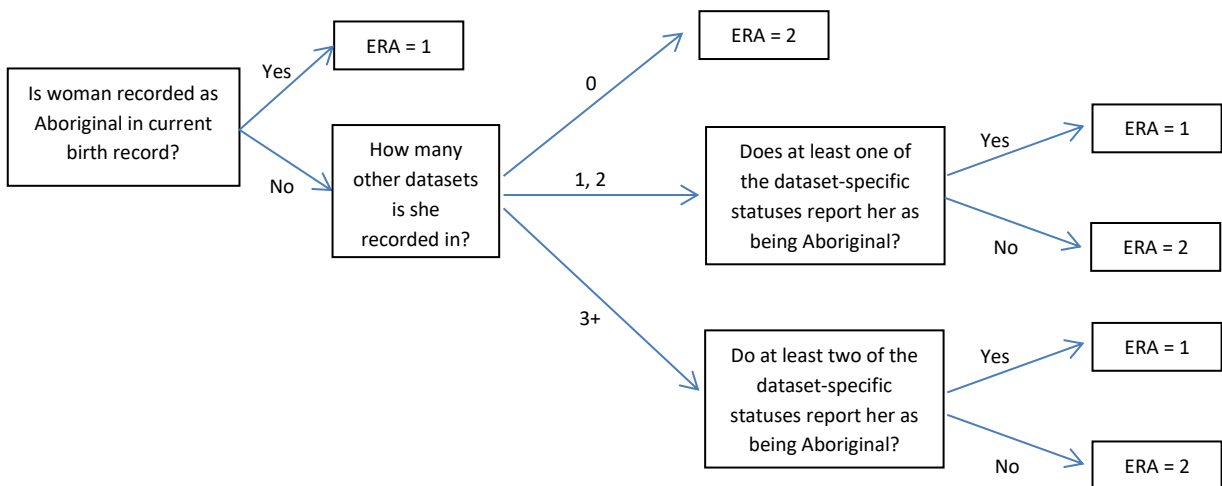 Is woman recorded as
Aboriginal in current
birth record?
Yes
ERA = 1
No
How many
other datasets
is she
recorded in?
0
ERA = 2
1, 2
Does at least one of
the dataset-specific
statuses report her as
being Aboriginal?
Yes
ERA = 1
No
ERA = 2
3+
Do at least two of the
dataset-specific
statuses report her as
being Aboriginal?
Yes
ERA = 1
No
ERA = 2